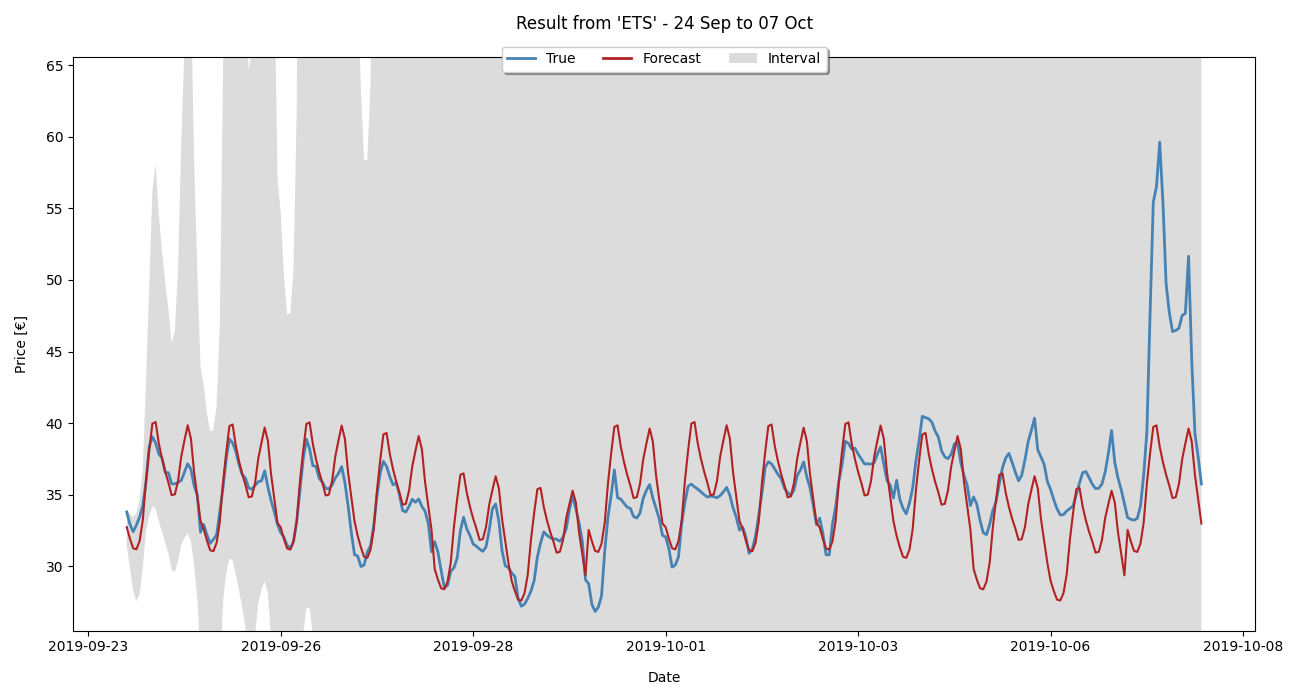 Result from 'ETS' - 24 Sep to 07 Oct
True Forecast Interval
65
60
55
50
45
40
35
30
Price [€]
2019-09-23 2019-09-26 2019-09-28 2019-10-01 2019-10-03 2019-10-06 2019-10-08
Date